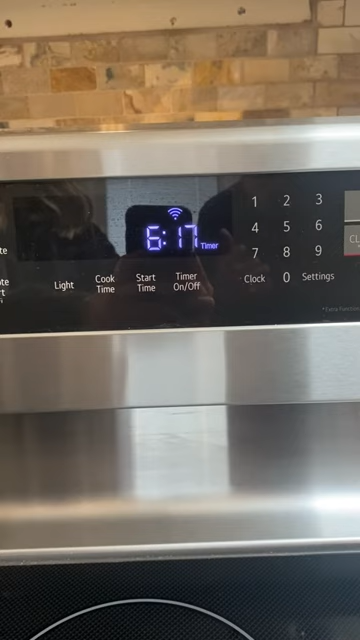 1 2 3
6:17 Timer
4 5 6
7 8 9
Light
Cook Time
Start Time
Timer On/Off
Clock 0 Settings